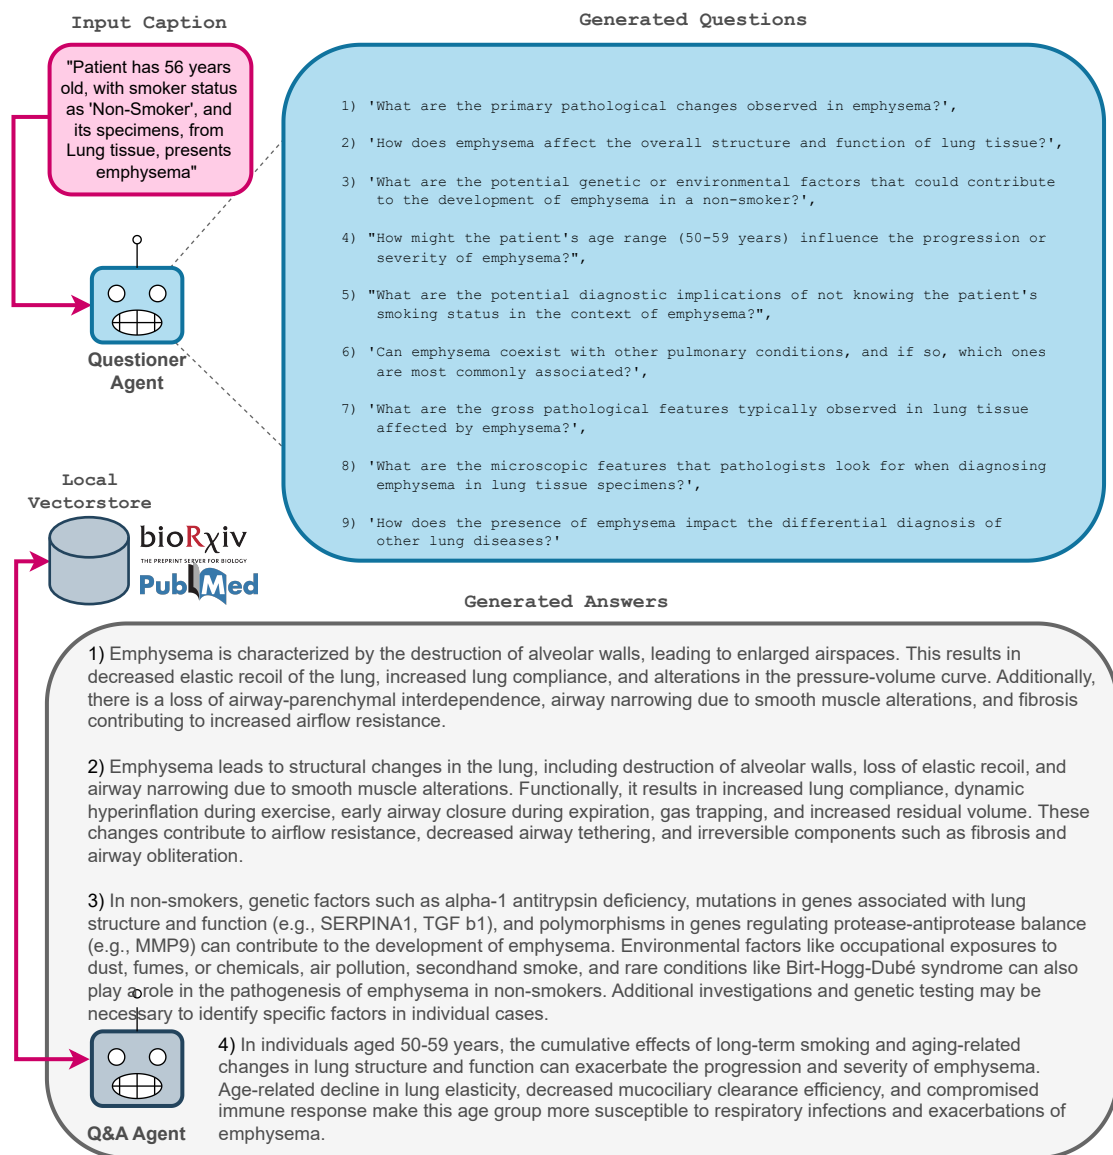 Input Caption
Generated Questions
"Patient has 56 years
old, with smoker status
as 'Non-Smoker', and
its specimens, from
Lung tissue, presents
emphysema"
1) 'What are the primary pathological changes observed in emphysema?',
2) 'How does emphysema affect the overall structure and function of lung tissue?',
3) 'What are the potential genetic or environmental factors that could contribute
to the development of emphysema in a non-smoker?',
4) "How might the patient's age range (50-59 years) influence the progression or
severity of emphysema?",
5) "What are the potential diagnostic implications of not knowing the patient's
smoking status in the context of emphysema?",
6) 'Can emphysema coexist with other pulmonary conditions, and if so, which ones
are most commonly associated?',
7) 'What are the gross pathological features typically observed in lung tissue
affected by emphysema?',
8) 'What are the microscopic features that pathologists look for when diagnosing
emphysema in lung tissue specimens?',
9) 'How does the presence of emphysema impact the differential diagnosis of
other lung diseases?'
Questioner
Agent
Local
Vectorstore
bioRxiv
THE PREPRINT SERVER FOR BIOLOGY
PubMed
Generated Answers
1) Emphysema is characterized by the destruction of alveolar walls, leading to enlarged airspaces. This results in
decreased elastic recoil of the lung, increased lung compliance, and alterations in the pressure-volume curve. Additionally,
there is a loss of airway-parenchymal interdependence, airway narrowing due to smooth muscle alterations, and fibrosis
contributing to increased airflow resistance.
2) Emphysema leads to structural changes in the lung, including destruction of alveolar walls, loss of elastic recoil, and
airway narrowing due to smooth muscle alterations. Functionally, it results in increased lung compliance, dynamic
hyperinflation during exercise, early airway closure during expiration, gas trapping, and increased residual volume. These
changes contribute to airflow resistance, decreased airway tethering, and irreversible components such as fibrosis and
airway obliteration.
3) In non-smokers, genetic factors such as alpha-1 antitrypsin deficiency, mutations in genes associated with lung
structure and function (e.g., SERPINA1, TGF b1), and polymorphisms in genes regulating protease-antiprotease balance
(e.g., MMP9) can contribute to the development of emphysema. Environmental factors like occupational exposures to
dust, fumes, or chemicals, air pollution, secondhand smoke, and rare conditions like Birt-Hogg-Dubé syndrome can also
play a role in the pathogenesis of emphysema in non-smokers. Additional investigations and genetic testing may be
necessary to identify specific factors in individual cases.
4) In individuals aged 50-59 years, the cumulative effects of long-term smoking and aging-related
changes in lung structure and function can exacerbate the progression and severity of emphysema.
Age-related decline in lung elasticity, decreased mucociliary clearance efficiency, and compromised
immune response make this age group more susceptible to respiratory infections and exacerbations of
emphysema.
Q&A Agent